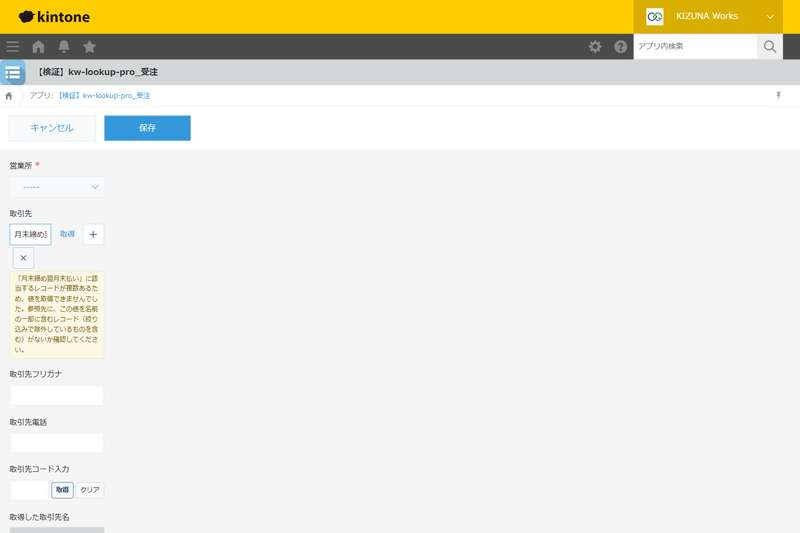 kintone
KIZUNA Works
アプリ内検索
【検証】kw-lookup-pro_受注
アプリ: 【検証】kw-lookup-pro_受注
キャンセル
保存
営業所 *
-----
取引先
月末締め
取得
「月末締め翌月末払い」に該
当するレコードが複数あるた
め、値を取得できませんでし
た。参照先に、この値を名前
の一部に含むレコード（絞り
込みで除外しているものを含
む）がないか確認してくださ
い。
取引先フリガナ
取引先電話
取引先コード入力
取得
クリア
取得した取引先名